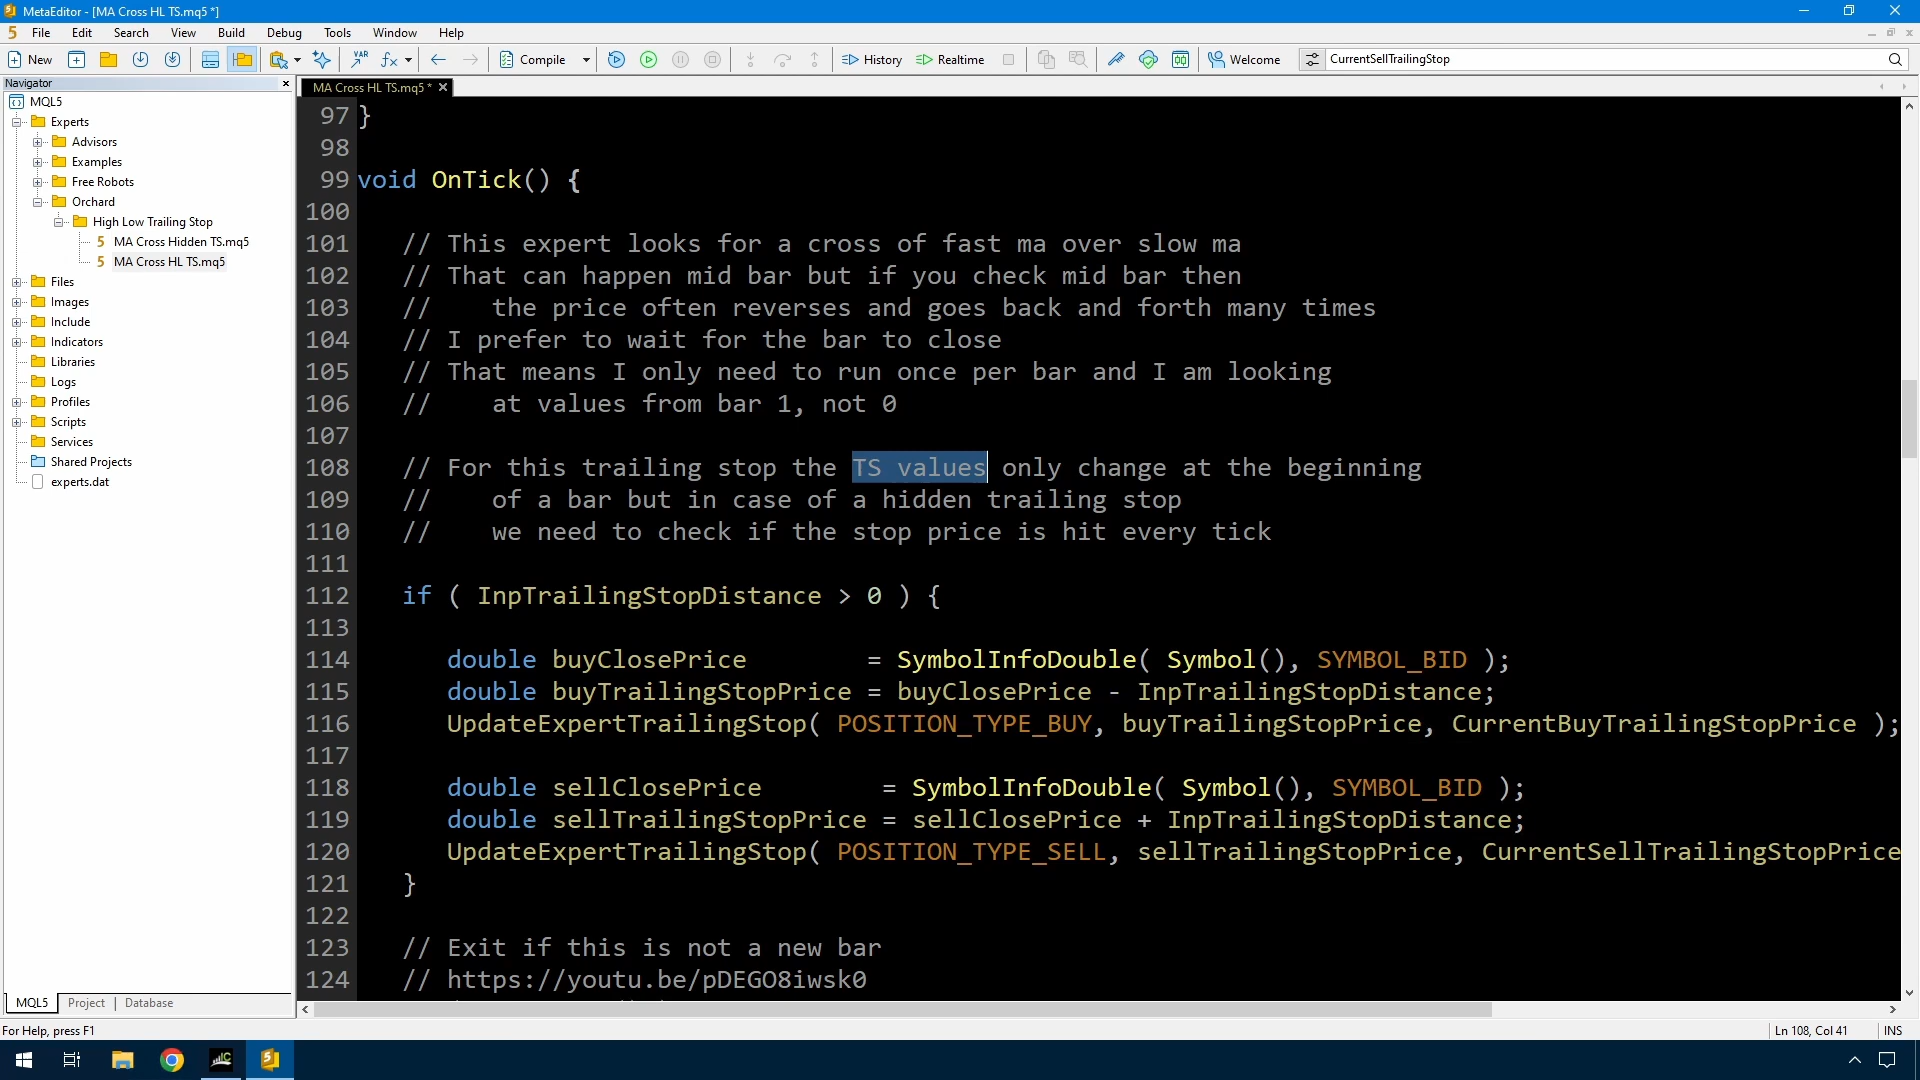 MetaEditor - [MA Cross HL TS.mq5 *]
File Edit Search View Build Debug Tools Window Help
New VAR Compile History Realtime Welcome CurrentSellTrailingStop
Navigator
MA Cross HL TS.mq5 *
MQL5
Experts
Advisors
Examples
Free Robots
Orchard
High Low Trailing Stop
MA Cross Hidden TS.mq5
MA Cross HL TS.mq5
Files
Images
Include
Indicators
Libraries
Logs
Profiles
Scripts
Services
Shared Projects
experts.dat
MQL5 Project | Database
97 }
98
99 void OnTick() {
100
101 // This expert looks for a cross of fast ma over slow ma
102 // That can happen mid bar but if you check mid bar then
103 // the price often reverses and goes back and forth many times
104 // I prefer to wait for the bar to close
105 // That means I only need to run once per bar and I am looking
106 // at values from bar 1, not 0
107
108 // For this trailing stop the TS values only change at the beginning
109 // of a bar but in case of a hidden trailing stop
110 // we need to check if the stop price is hit every tick
111
112 if ( InpTrailingStopDistance > 0 ) {
113
114 double buyClosePrice = SymbolInfoDouble( Symbol(), SYMBOL_BID );
115 double buyTrailingStopPrice = buyClosePrice - InpTrailingStopDistance;
116 UpdateExpertTrailingStop( POSITION_TYPE_BUY, buyTrailingStopPrice, CurrentBuyTrailingStopPrice );
117
118 double sellClosePrice = SymbolInfoDouble( Symbol(), SYMBOL_BID );
119 double sellTrailingStopPrice = sellClosePrice + InpTrailingStopDistance;
120 UpdateExpertTrailingStop( POSITION_TYPE_SELL, sellTrailingStopPrice, CurrentSellTrailingStopPrice
121 }
122
123 // Exit if this is not a new bar
124 // https://youtu.be/pDEGO8iwsk0
For Help, press F1
Ln 108, Col 41 INS